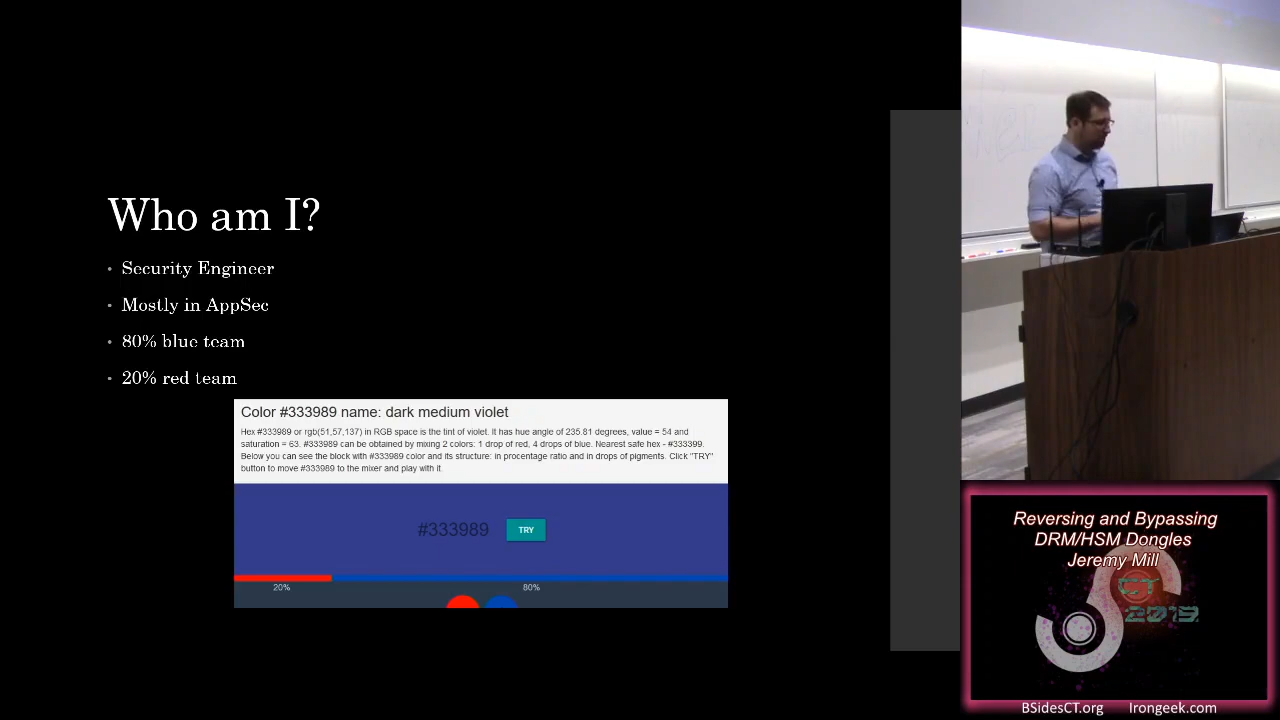 Who am I?
Security Engineer
Mostly in AppSec
80% blue team
20% red team
Color #333989 name: dark medium violet
Hex #333989 or rgb(51,57,137) in RGB space is the tint of violet. It has hue angle of 235.81 degrees, value = 54 and
saturation = 63. #333989 can be obtained by mixing 2 colors: 1 drop of red, 4 drops of blue. Nearest safe hex - #333399.
Below you can see the block with #333989 color and its structure: in procentage ratio and in drops of pigments. Click "TRY"
button to move #333989 to the mixer and play with it.
#333989
TRY
20%
80%
Reversing and Bypassing
DRM/HSM Dongles
Jeremy Mill
CT
2019
BSidesCT.org
Irongeek.com